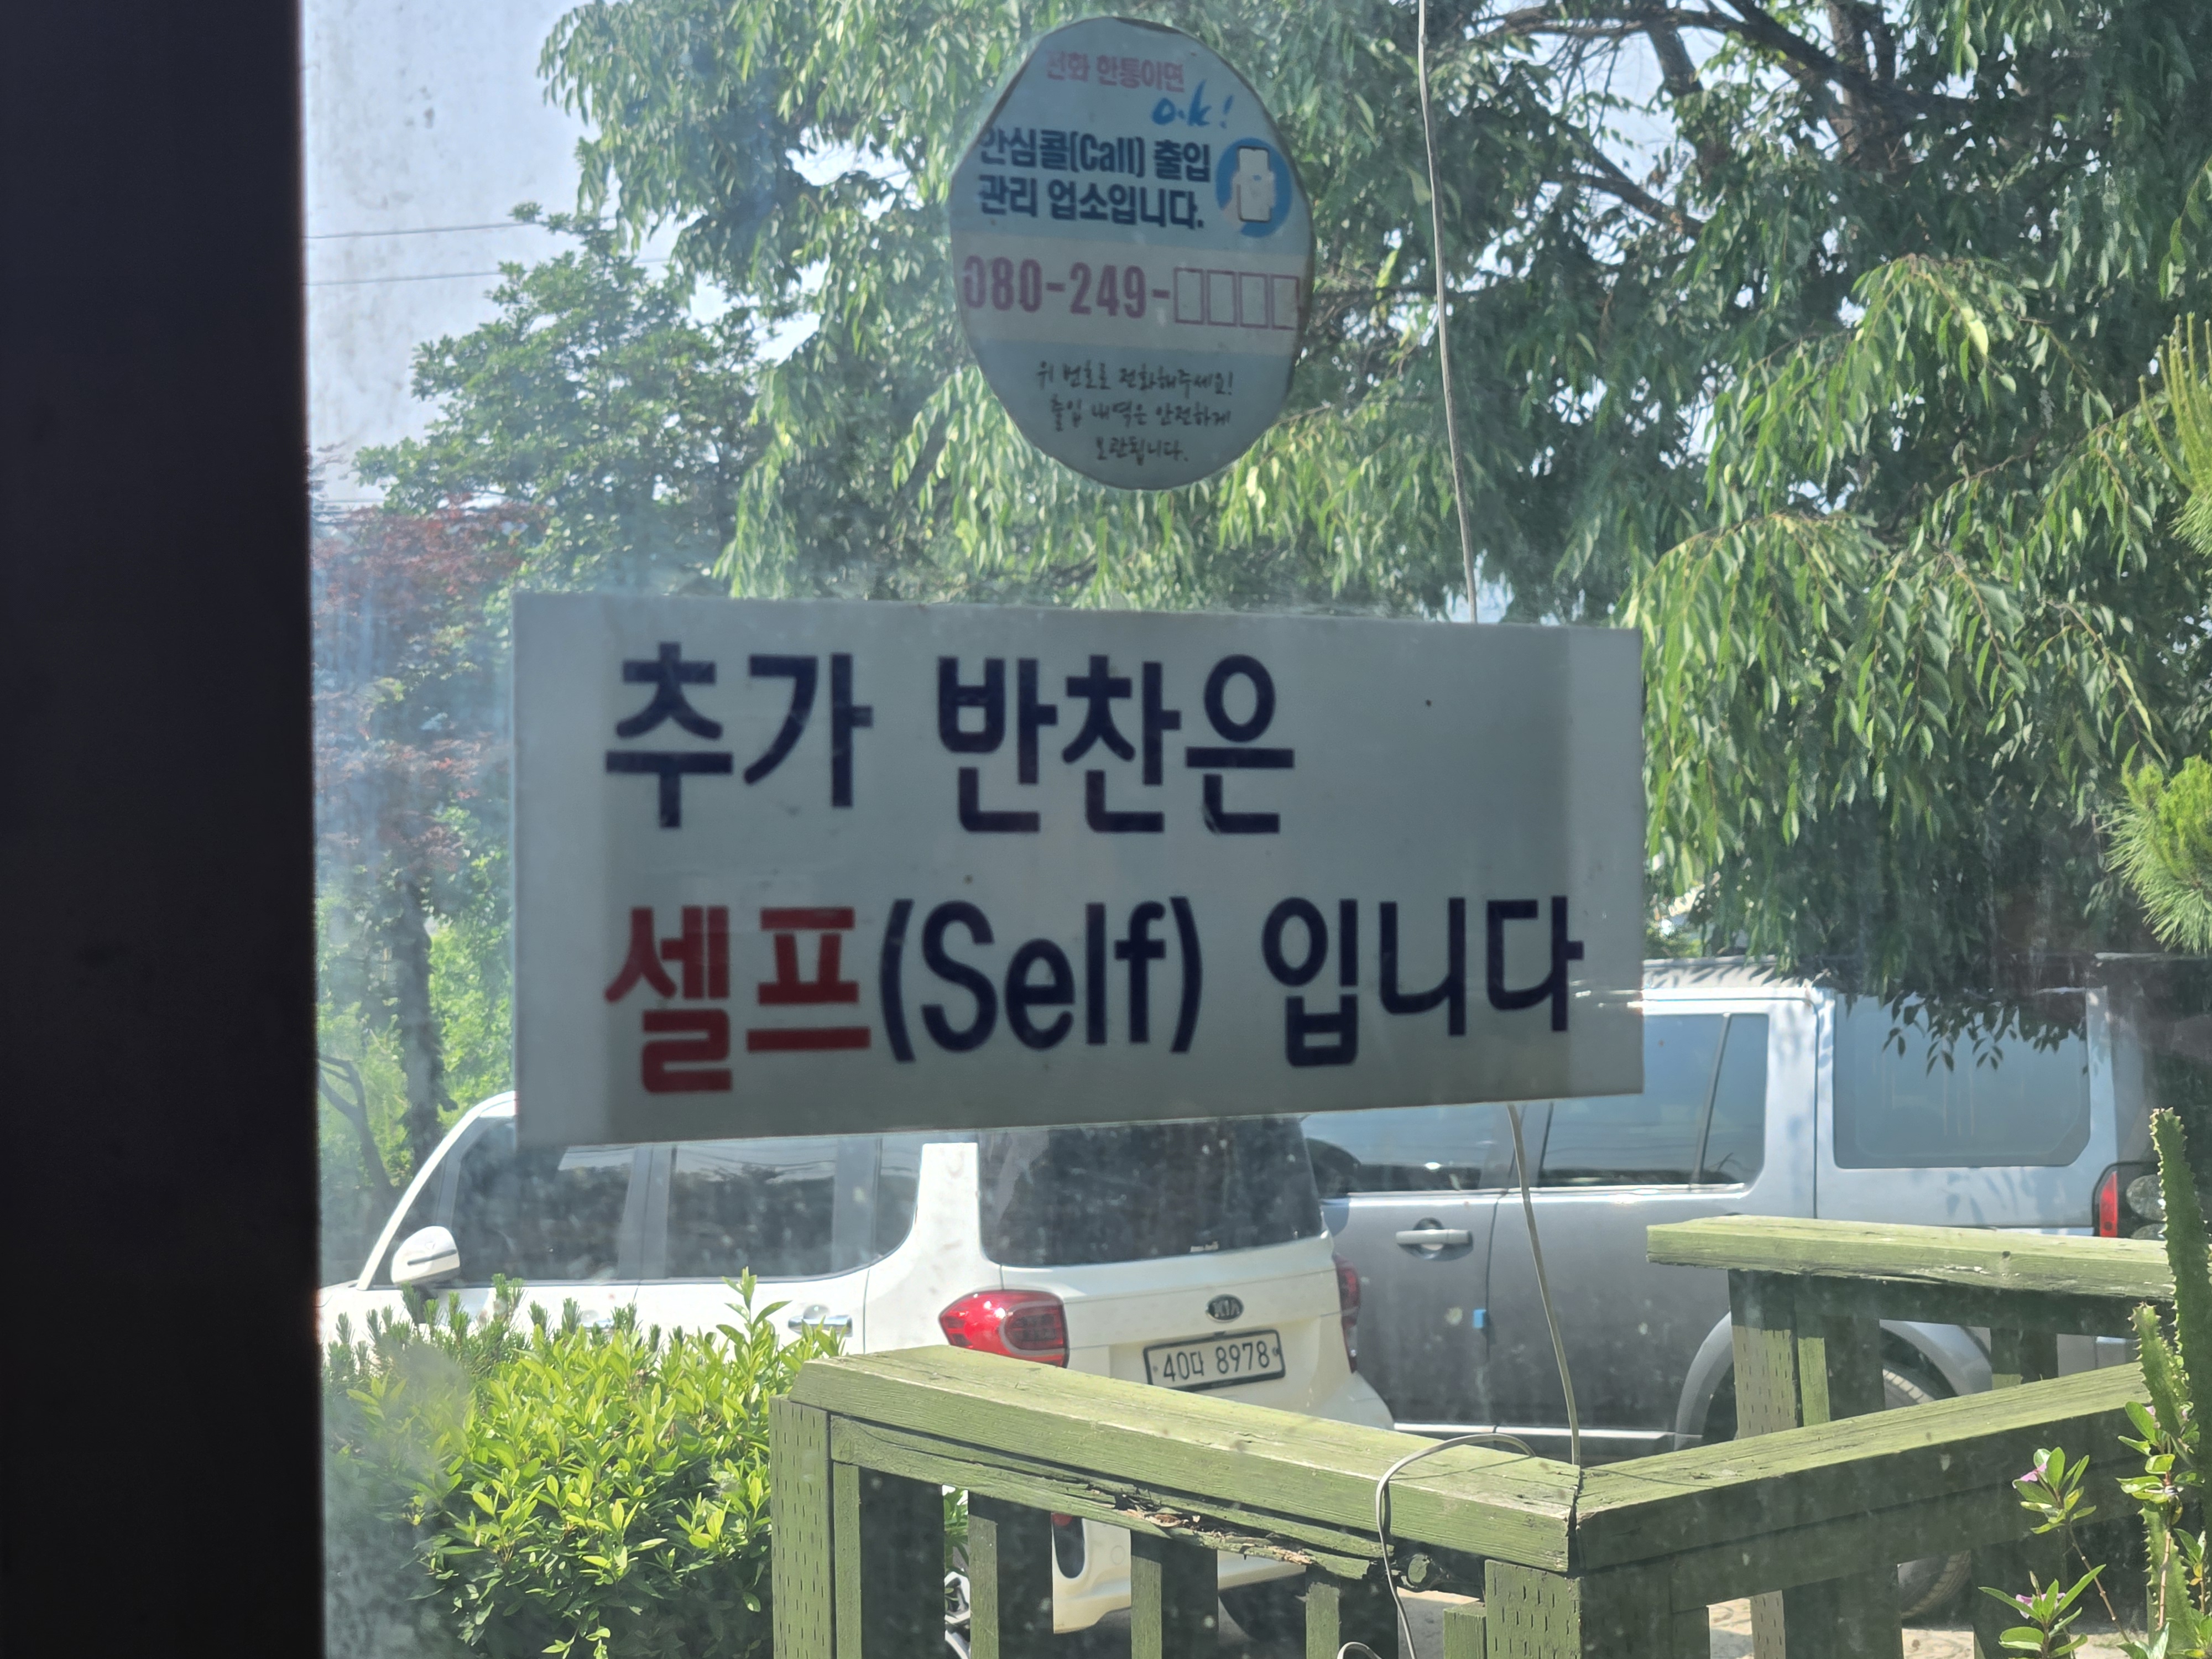 전화 한통이면
o.k!
안심콜(Call) 출입
관리 업소입니다.
080-249-□□□□
위 번호로 전화해주세요!
출입 내역은 안전하게
보관됩니다.
추가 반찬은
셀프(Self) 입니다
KIA
40다 8978